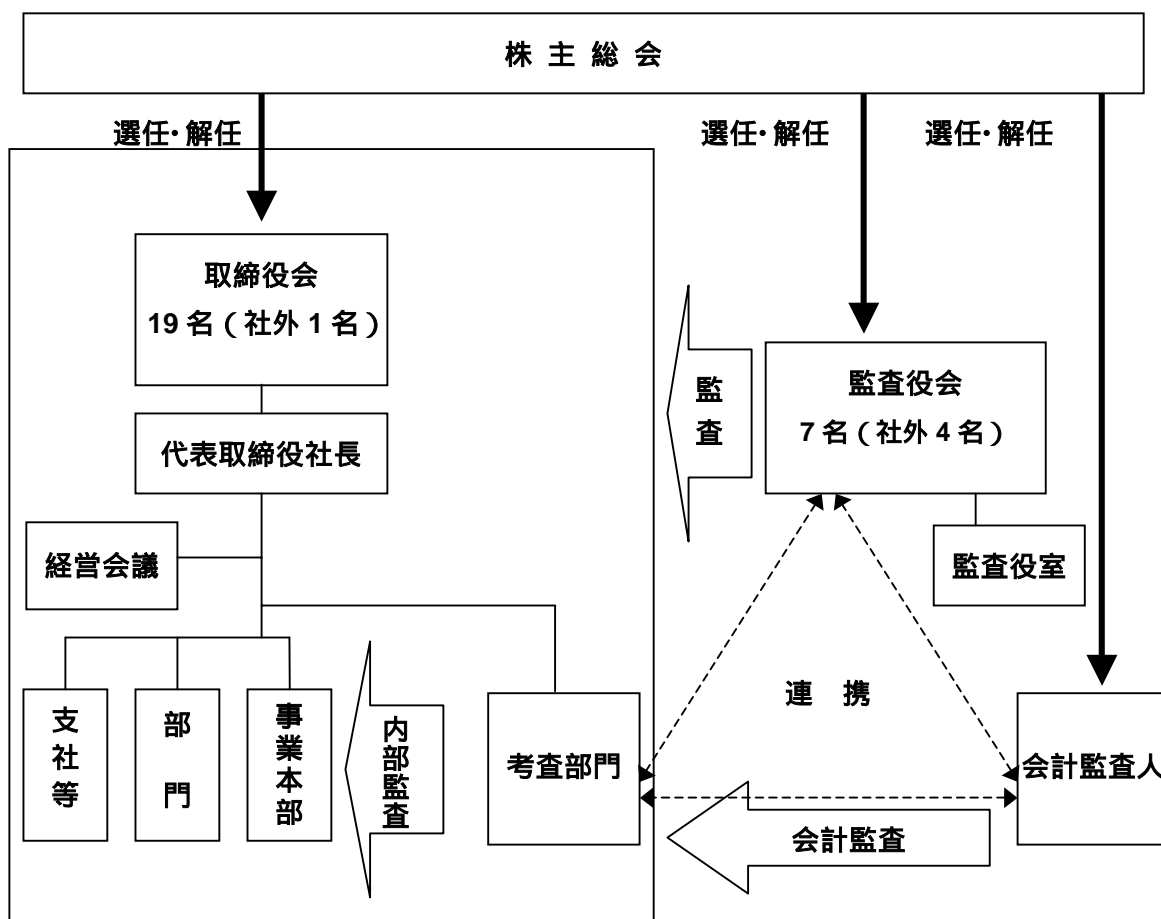 株主総会
選任・解任
選任・解任
選任・解任
取締役会
19名（社外1名）
監査
監査役会
7名（社外4名）
代表取締役社長
経営会議
監査役室
支社等
部門
事業本部
内部監査
考査部門
連携
会計監査人
会計監査